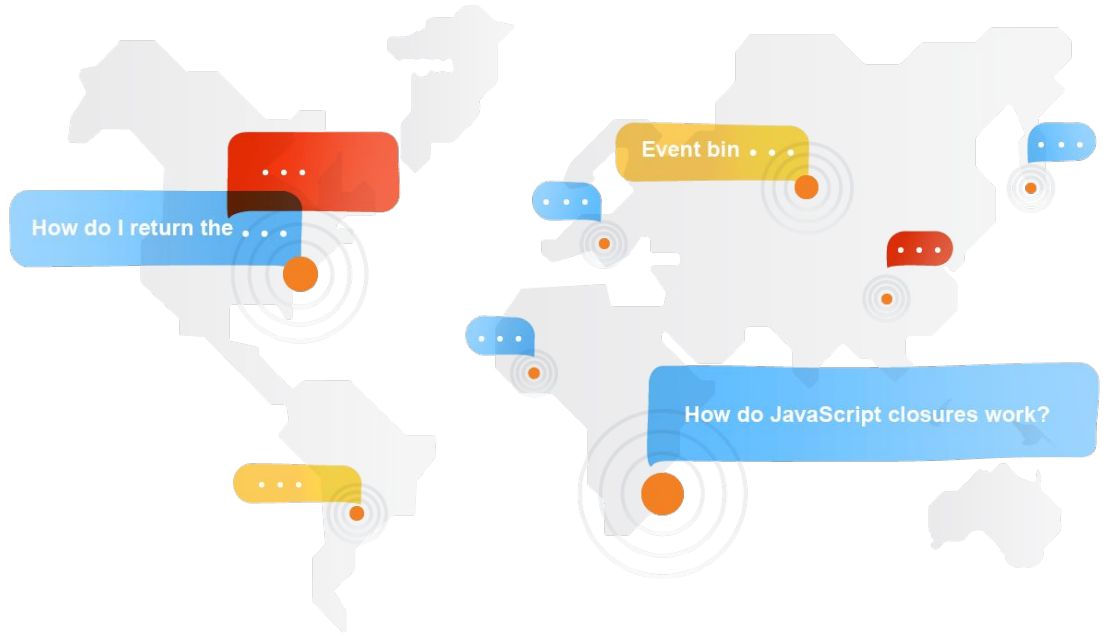 Event bin ...
How do I return the ...
How do JavaScript closures work?